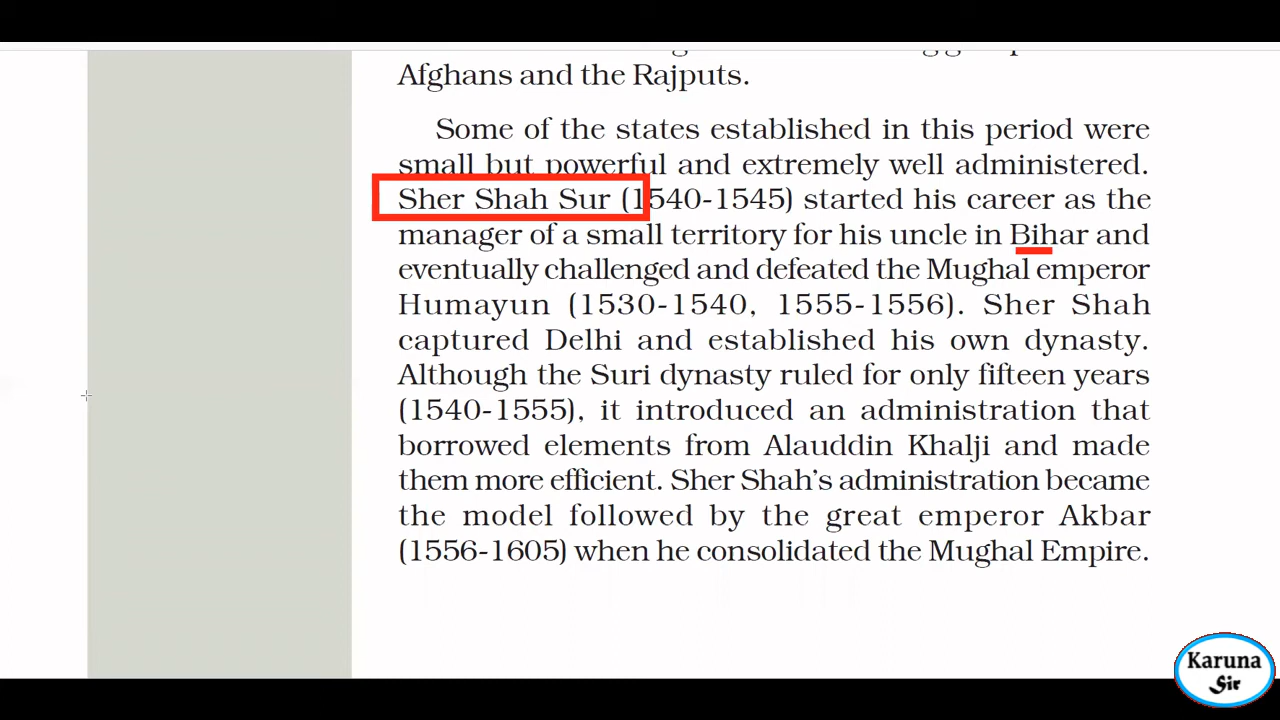 Afghans and the Rajputs.
Some of the states established in this period were
small but powerful and extremely well administered.
Sher Shah Sur (1540-1545) started his career as the
manager of a small territory for his uncle in Bihar and
eventually challenged and defeated the Mughal emperor
Humayun (1530-1540, 1555-1556). Sher Shah
captured Delhi and established his own dynasty.
Although the Suri dynasty ruled for only fifteen years
(1540-1555), it introduced an administration that
borrowed elements from Alauddin Khalji and made
them more efficient. Sher Shah's administration became
the model followed by the great emperor Akbar
(1556-1605) when he consolidated the Mughal Empire.
Karuna
Sir